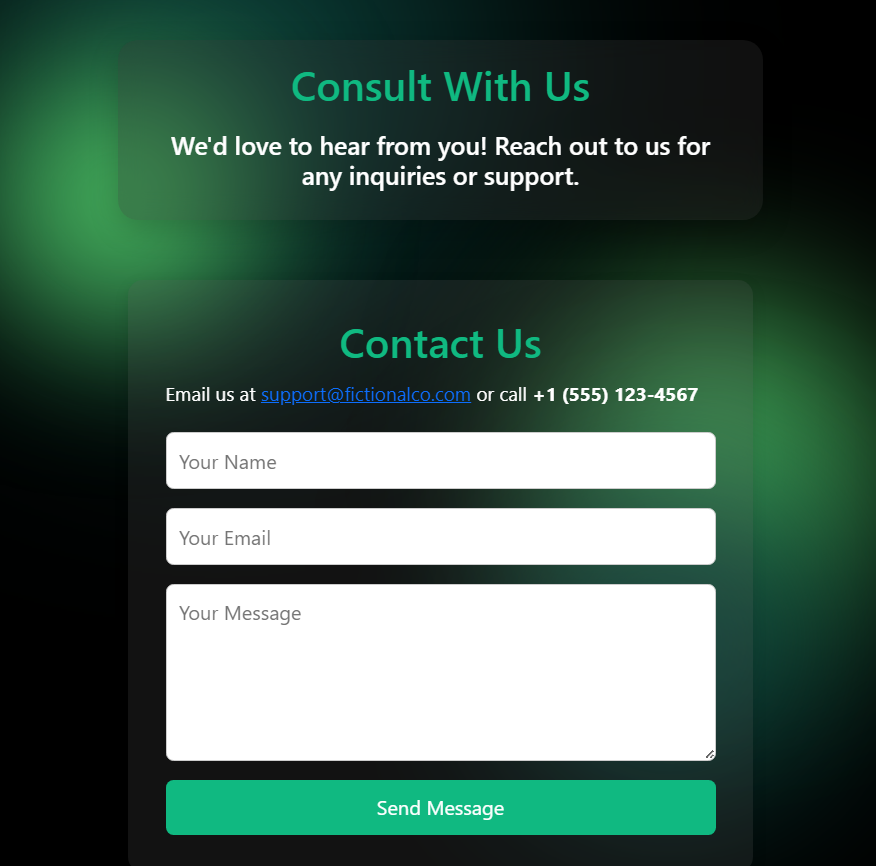 Consult With Us
We'd love to hear from you! Reach out to us for
any inquiries or support.
Contact Us
Email us at support@fictionalco.com or call +1 (555) 123-4567
Your Name
Your Email
Your Message
Send Message